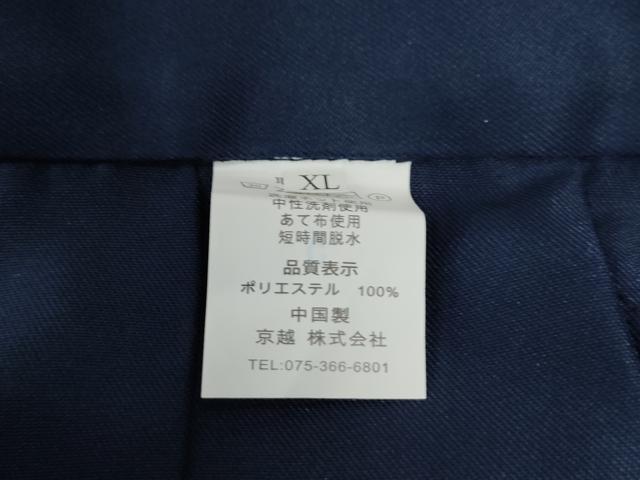 XL
中性洗剤使用
あて布使用
短時間脱水
品質表示
ポリエステル 100%
中国製
京越 株式会社
TEL:075-366-6801